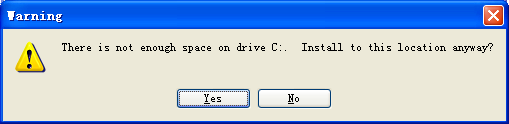 Warning
There is not enough space on drive C:.  Install to this location anyway?
Yes
No